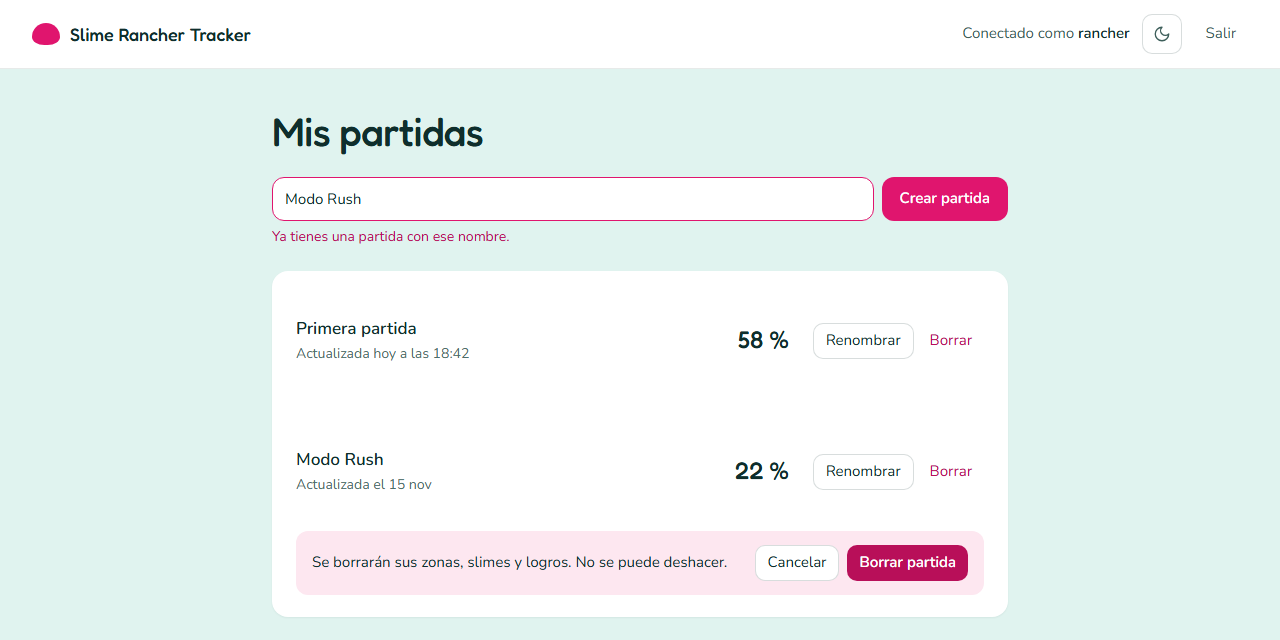 Slime Rancher Tracker
Conectado como rancher
Salir
Mis partidas
Modo Rush
Crear partida
Ya tienes una partida con ese nombre.
Primera partida
Actualizada hoy a las 18:42
58 %
Renombrar
Borrar
Modo Rush
Actualizada el 15 nov
22 %
Renombrar
Borrar
Se borrarán sus zonas, slimes y logros. No se puede deshacer.
Cancelar
Borrar partida